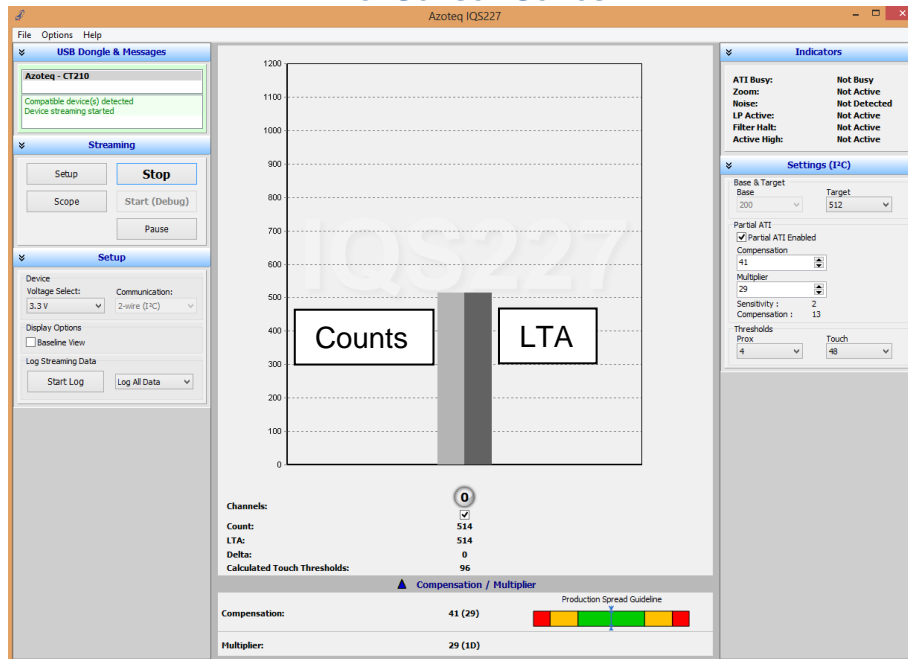 Azoteq IQS227
File Options Help
USB Dongle & Messages
Azoteq - CT210
Compatible device(s) detected
Device streaming started
Streaming
Setup Stop
Scope Start (Debug)
Pause
Setup
Device
Voltage Select: Communication:
3.3 V 2-wire (I²C)
Display Options
Baseline View
Log Streaming Data
Start Log Log All Data
1200
1100
1000
900
800
700
600
500
400
300
200
100
0
IQS227
Counts LTA
Channels: 0
Count: 514
LTA: 514
Delta: 0
Calculated Touch Thresholds: 96
Compensation / Multiplier
Production Spread Guideline
Compensation: 41 (29)
Multiplier: 29 (1D)
Indicators
ATI Busy: Not Busy
Zoom: Not Active
Noise: Not Detected
LP Active: Not Active
Filter Halt: Not Active
Active High: Not Active
Settings (I²C)
Base & Target
Base Target
200 512
Partial ATI
Partial ATI Enabled
Compensation
41
Multiplier
29
Sensitivity : 2
Compensation : 13
Thresholds
Prox Touch
4 48